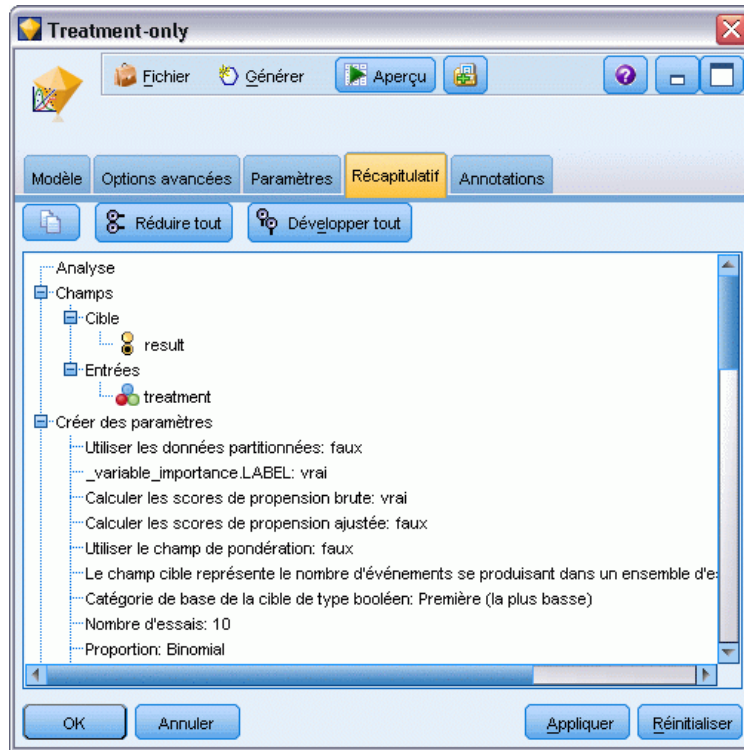 Treatment-only
Fichier Générer Aperçu
Modèle Options avancées Paramètres Récapitulatif Annotations
Réduire tout Développer tout
Analyse
Champs
Cible
result
Entrées
treatment
Créer des paramètres
Utiliser les données partitionnées: faux
_variable_importance.LABEL: vrai
Calculer les scores de propension brute: vrai
Calculer les scores de propension ajustée: faux
Utiliser le champ de pondération: faux
Le champ cible représente le nombre d'événements se produisant dans un ensemble d'e
Catégorie de base de la cible de type booléen: Première (la plus basse)
Nombre d'essais: 10
Proportion: Binomial
OK Annuler Appliquer Réinitialiser